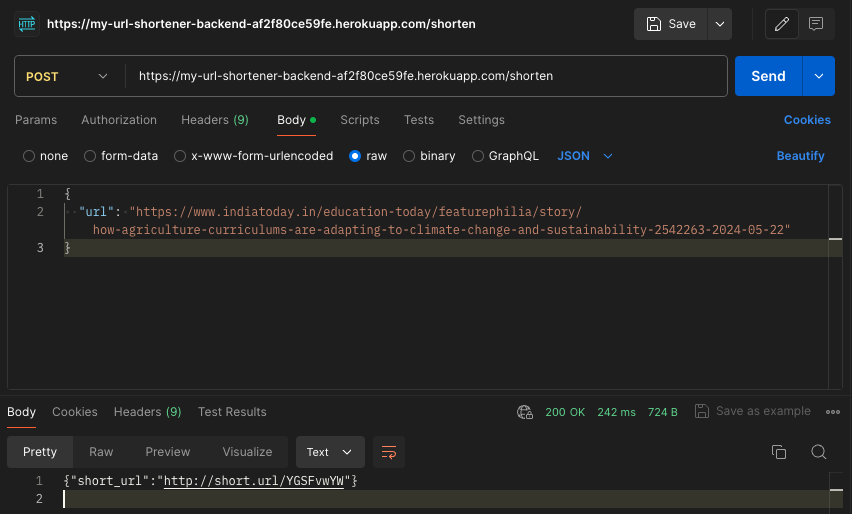 HTTP https://my-url-shortener-backend-af2f80ce59fe.herokuapp.com/shorten Save
POST https://my-url-shortener-backend-af2f80ce59fe.herokuapp.com/shorten Send
Params Authorization Headers (9) Body Scripts Tests Settings Cookies
none form-data x-www-form-urlencoded raw binary GraphQL JSON Beautify
1 {
2 "url": "https://www.indiatoday.in/education-today/featurephilia/story/
how-agriculture-curriculums-are-adapting-to-climate-change-and-sustainability-2542263-2024-05-22"
3 }
Body Cookies Headers (9) Test Results 200 OK 242 ms 724 B Save as example
Pretty Raw Preview Visualize Text
1 {"short_url":"http://short.url/YGSFvwYW"}
2